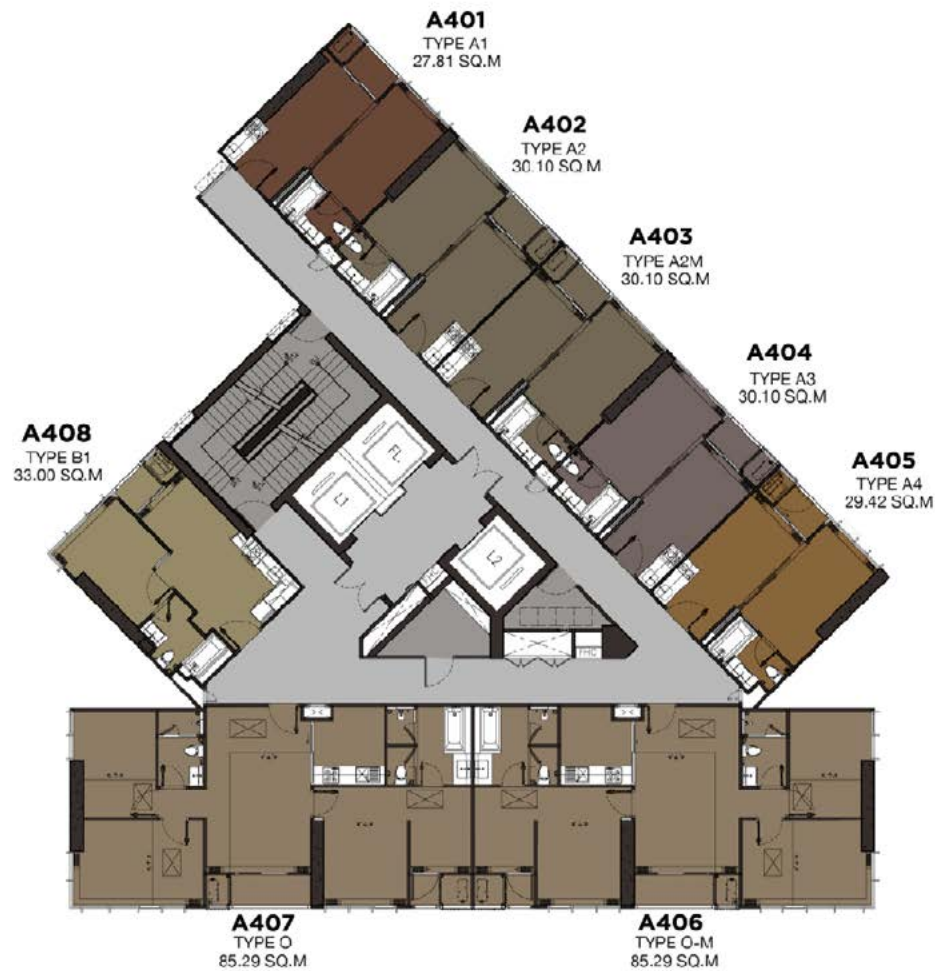 A401
TYPE A1
27.81 SQ.M
A402
TYPE A2
30.10 SQ.M
A403
TYPE A2M
30.10 SQ.M
A404
TYPE A3
30.10 SQ.M
A405
TYPE A4
29.42 SQ.M
A408
TYPE B1
33.00 SQ.M
FL
L1
L2
FHC
A407
TYPE O
85.29 SQ.M
A406
TYPE O-M
85.29 SQ.M